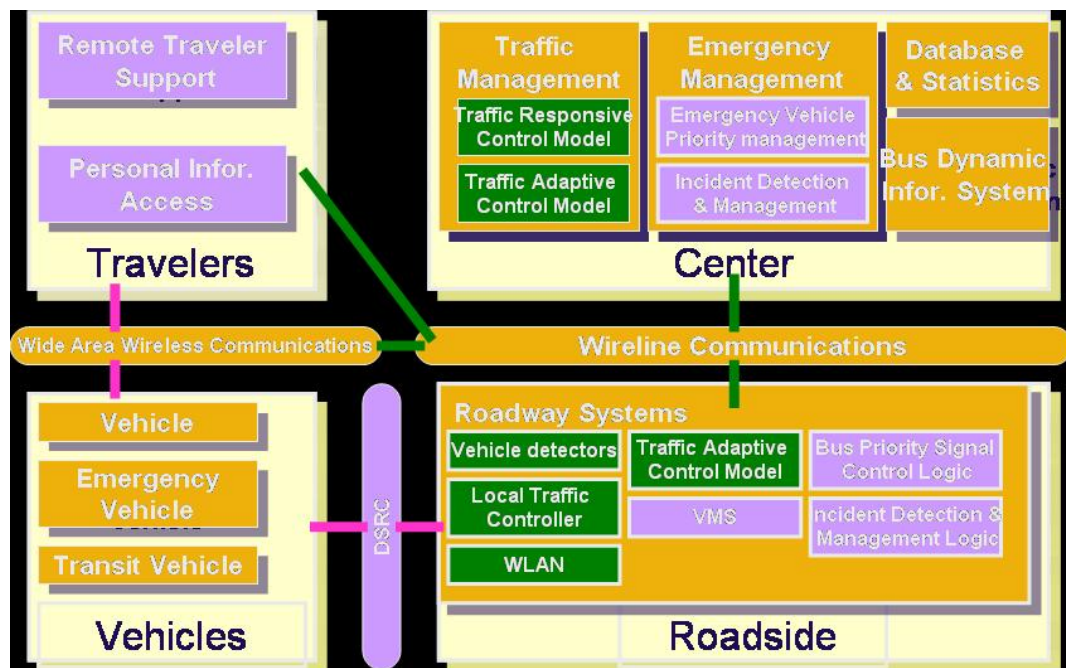 Remote Traveler
Support
Personal Infor.
Access
Travelers
Traffic
Management
Traffic Responsive
Control Model
Traffic Adaptive
Control Model
Emergency
Management
Emergency Vehicle
Priority management
Incident Detection
& Management
Database
& Statistics
Bus Dynamic
Infor. System
Center
Wide Area Wireless Communications
Wireline Communications
Vehicle
Emergency
Vehicle
Transit Vehicle
Vehicles
DSRC
Roadway Systems
Vehicle detectors
Local Traffic
Controller
WLAN
Traffic Adaptive
Control Model
VMS
Bus Priority Signal
Control Logic
Incident Detection &
Management Logic
Roadside